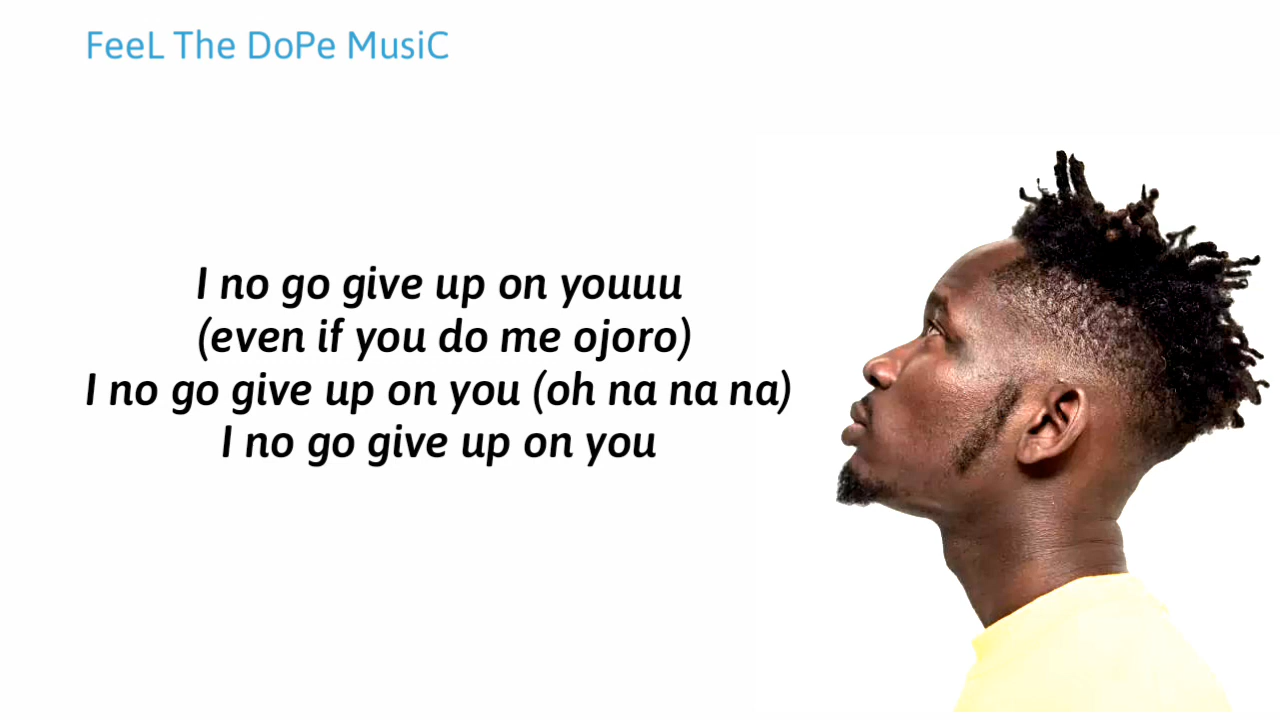 FeeL The DoPe MusiC
I no go give up on youuu
(even if you do me ojoro)
I no go give up on you (oh na na na)
I no go give up on you